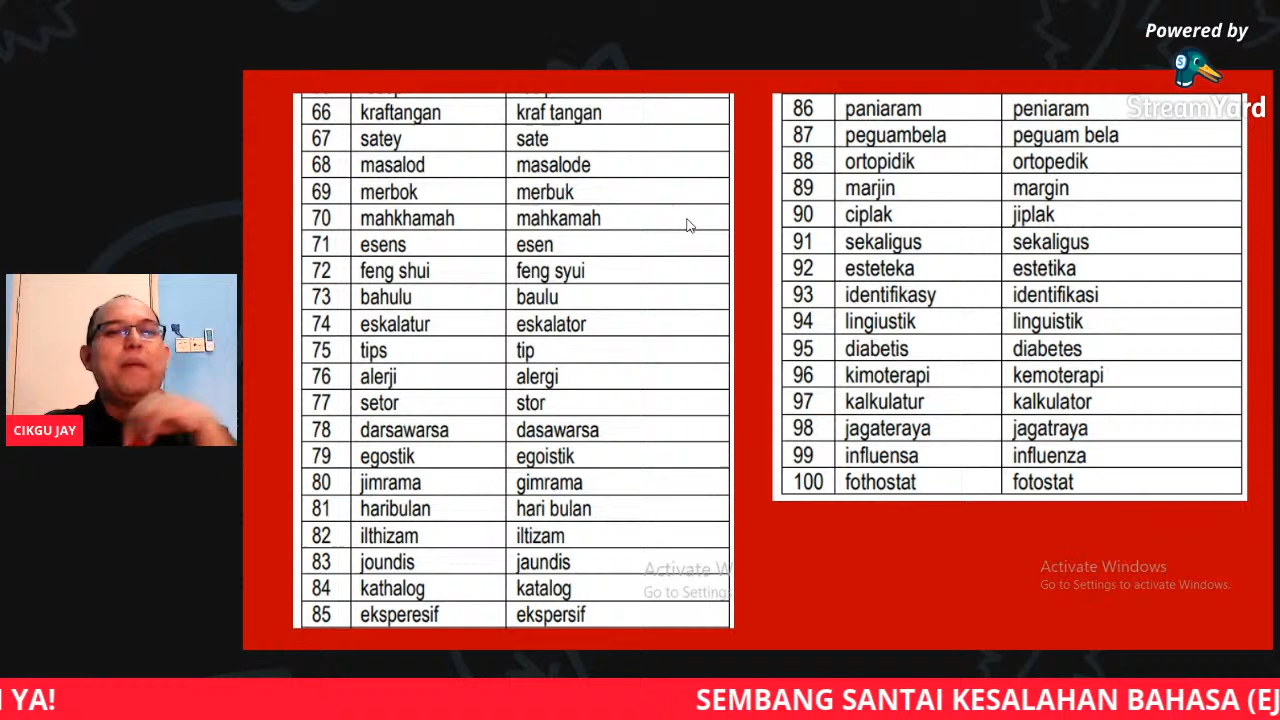 Powered by
StreamYard
66 kraftangan kraf tangan
67 satey sate
68 masalod masalode
69 merbok merbuk
70 mahkhamah mahkamah
71 esens esen
72 feng shui feng syui
73 bahulu baulu
74 eskalatur eskalator
75 tips tip
76 alerji alergi
77 setor stor
78 darsawarsa dasawarsa
79 egostik egoistik
80 jimrama gimrama
81 haribulan hari bulan
82 ilthizam iltizam
83 joundis jaundis
84 kathalog katalog
85 eksperesif ekspersif
86 paniaram peniaram
87 peguambela peguam bela
88 ortopidik ortopedik
89 marjin margin
90 ciplak jiplak
91 sekaligus sekaligus
92 esteteka estetika
93 identifikasy identifikasi
94 lingiustik linguistik
95 diabetis diabetes
96 kimoterapi kemoterapi
97 kalkulatur kalkulator
98 jagateraya jagatraya
99 influensa influenza
100 fothostat fotostat
Activate W
Go to Settings
Activate Windows
Go to Settings to activate Windows.
CIKGU JAY
YA!
SEMBANG SANTAI KESALAHAN BAHASA (EJ